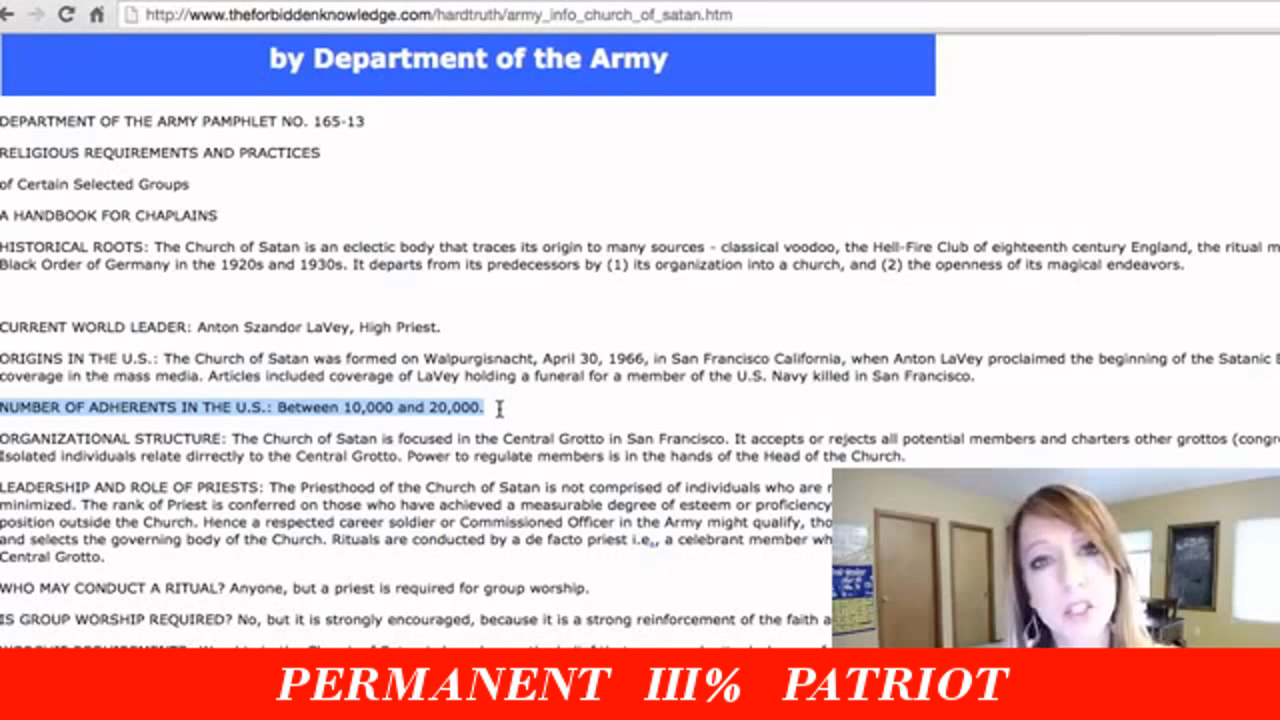 http://www.theforbiddenknowledge.com/hardtruth/army_info_church_of_satan.htm
by Department of the Army
DEPARTMENT OF THE ARMY PAMPHLET NO. 165-13
RELIGIOUS REQUIREMENTS AND PRACTICES
of Certain Selected Groups
A HANDBOOK FOR CHAPLAINS
HISTORICAL ROOTS: The Church of Satan is an eclectic body that traces its origin to many sources - classical voodoo, the Hell-Fire Club of eighteenth century England, the ritual m
Black Order of Germany in the 1920s and 1930s. It departs from its predecessors by (1) its organization into a church, and (2) the openness of its magical endeavors.
CURRENT WORLD LEADER: Anton Szandor LaVey, High Priest.
ORIGINS IN THE U.S.: The Church of Satan was formed on Walpurgisnacht, April 30, 1966, in San Francisco California, when Anton LaVey proclaimed the beginning of the Satanic E
coverage in the mass media. Articles included coverage of LaVey holding a funeral for a member of the U.S. Navy killed in San Francisco.
NUMBER OF ADHERENTS IN THE U.S.: Between 10,000 and 20,000.
ORGANIZATIONAL STRUCTURE: The Church of Satan is focused in the Central Grotto in San Francisco. It accepts or rejects all potential members and charters other grottos (congre
Isolated individuals relate dirrectly to the Central Grotto. Power to regulate members is in the hands of the Head of the Church.
LEADERSHIP AND ROLE OF PRIESTS: The Priesthood of the Church of Satan is not comprised of individuals who are r
minimized. The rank of Priest is conferred on those who have achieved a measurable degree of esteem or proficiency
position outside the Church. Hence a respected career soldier or Commissioned Officer in the Army might qualify, tho
and selects the governing body of the Church. Rituals are conducted by a de facto priest i.e., a celebrant member wh
Central Grotto.
WHO MAY CONDUCT A RITUAL? Anyone, but a priest is required for group worship.
IS GROUP WORSHIP REQUIRED? No, but it is strongly encouraged, because it is a strong reinforcement of the faith a
PERMANENT III% PATRIOT